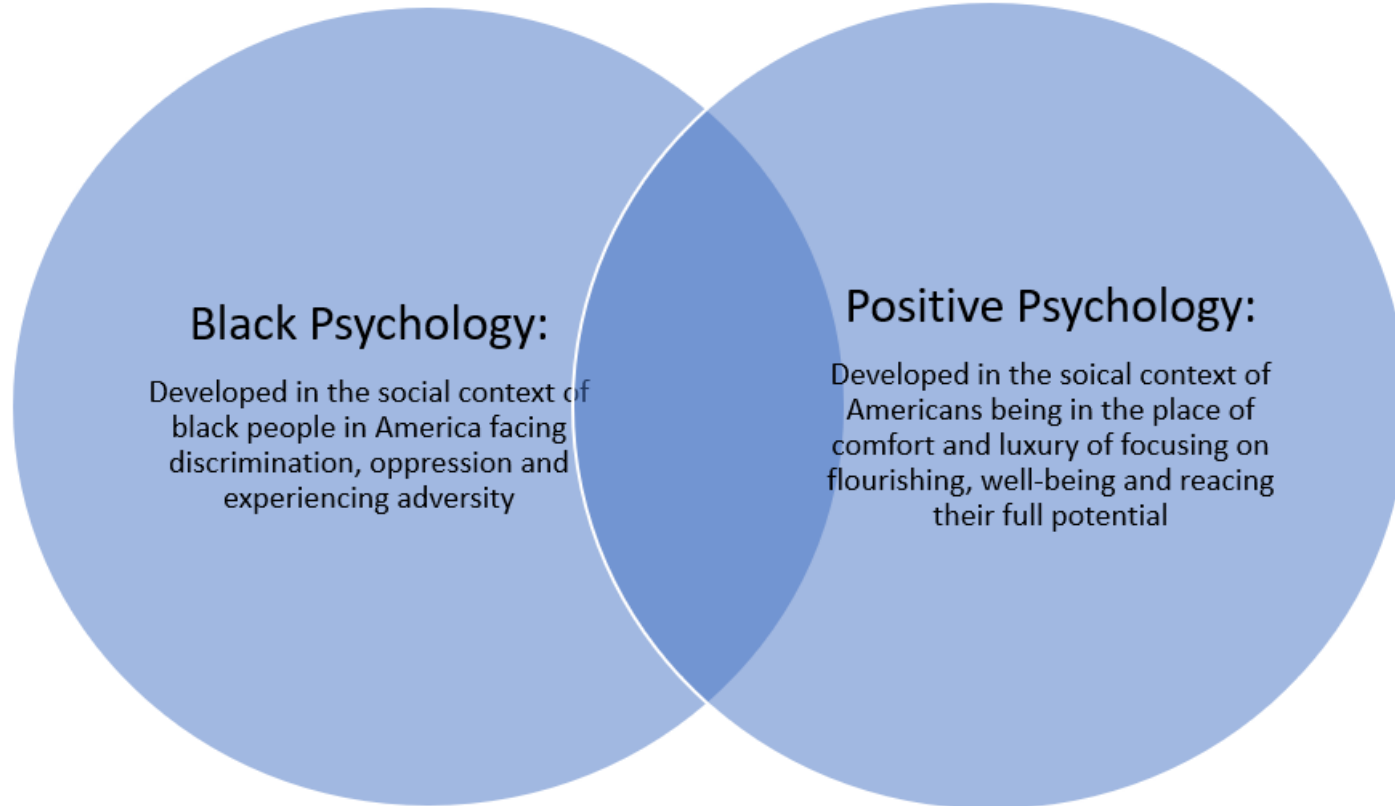 Black Psychology:
Developed in the social context of
black people in America facing
discrimination, oppression and
experiencing adversity
Positive Psychology:
Developed in the soical context of
Americans being in the place of
comfort and luxury of focusing on
flourishing, well-being and reacing
their full potential